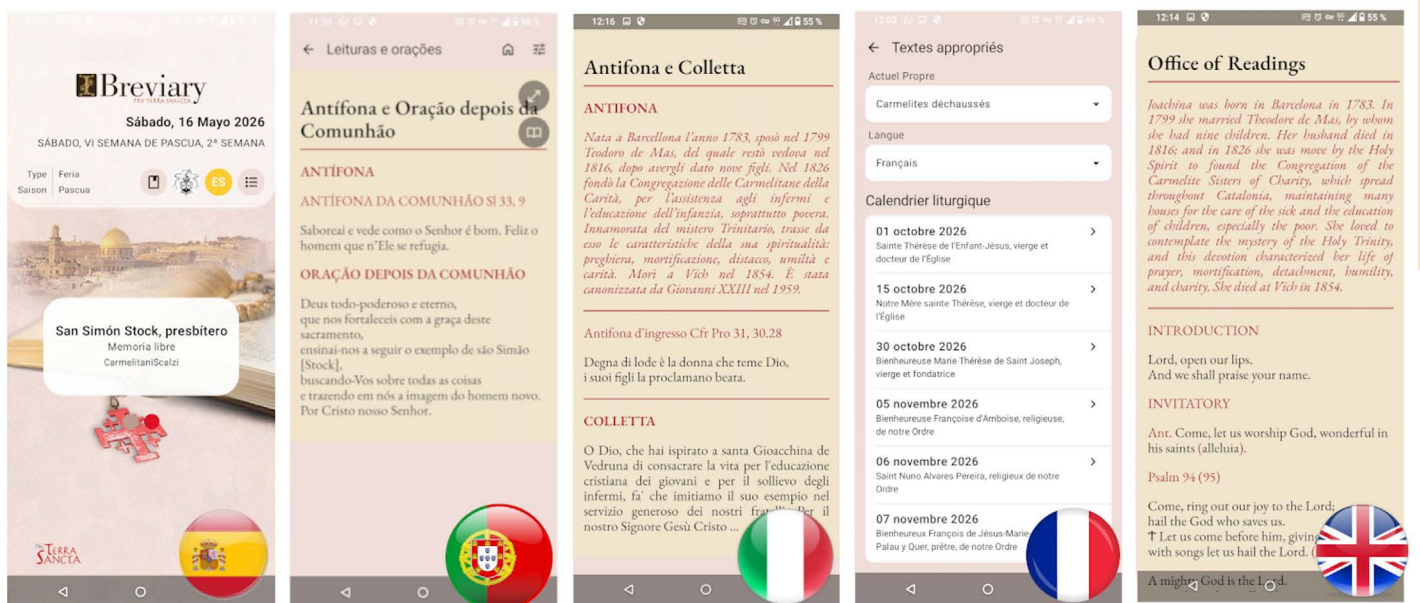 iBreviary
PRO TERRA SANCTA
Sábado, 16 Mayo 2026
SÁBADO, VI SEMANA DE PASCUA, 2ª SEMANA
Type Feria
Saison Pascua
ES
San Simón Stock, presbítero
Memoria libre
CarmelitaniScalzi
TERRA
SANCTA
11:09
Leituras e orações
Antífona e Oração depois da
Comunhão
ANTÍFONA
ANTÍFONA DA COMUNHÃO Sl 33, 9
Saboreai e vede como o Senhor é bom. Feliz o
homem que n'Ele se refugia.
ORAÇÃO DEPOIS DA COMUNHÃO
Deus todo-poderoso e eterno,
que nos fortaleceis com a graça deste
sacramento,
ensinai-nos a seguir o exemplo de são Simão
[Stock],
buscando-Vos sobre todas as coisas
e trazendo em nós a imagem do homem novo.
Por Cristo nosso Senhor.
12:16 5G 55 %
Antifona e Colletta
ANTIFONA
Nata a Barcellona l'anno 1783, sposò nel 1799
Teodoro de Mas, del quale restò vedova nel
1816, dopo avergli dato nove figli. Nel 1826
fondò la Congregazione delle Carmelitane della
Carità, per l'assistenza agli infermi e
l'educazione dell'infanzia, soprattutto povera.
Innamorata del mistero Trinitario, trasse da
esso le caratteristiche della sua spiritualità:
preghiera, mortificazione, distacco, umiltà e
carità. Morì a Vich nel 1854. È stata
canonizzata da Giovanni XXIII nel 1959.
Antifona d'ingresso Cfr Pro 31, 30.28
Degna di lode è la donna che teme Dio,
i suoi figli la proclamano beata.
COLLETTA
O Dio, che hai ispirato a santa Gioacchina de
Vedruna di consacrare la vita per l'educazione
cristiana dei giovani e per il sollievo degli
infermi, fa' che imitiamo il suo esempio nel
servizio generoso dei nostri Per il
nostro Signore Gesù Cristo ...
12:03 49 %
Textes appropriés
Actuel Propre
Carmelites déchaussés
Langue
Français
Calendrier liturgique
01 octobre 2026
Sainte Thérèse de l'Enfant-Jésus, vierge et
docteur de l'Église
15 octobre 2026
Notre Mère sainte Thérèse, vierge et docteur de
l'Église
30 octobre 2026
Bienheureuse Marie Thérèse de Saint Joseph,
vierge et fondatrice
05 novembre 2026
Bienheureuse Françoise d'Amboise, religieuse,
de notre Ordre
06 novembre 2026
Saint Nuno Alvares Pereira, religieux de notre
Ordre
07 novembre 2026
Bienheureux François de Jésus-Marie-
Palau y Quer, prêtre, de notre Ordre
12:14 5G 55 %
Office of Readings
Joachina was born in Barcelona in 1783. In
1799 she married Theodore de Mas, by whom
she had nine children. Her husband died in
1816; and in 1826 she was move by the Holy
Spirit to found the Congregation of the
Carmelite Sisters of Charity, which spread
throughout Catalonia, maintaining many
houses for the care of the sick and the education
of children, especially the poor. She loved to
contemplate the mystery of the Holy Trinity,
and this devotion characterized her life of
prayer, mortification, detachment, humility,
and charity. She died at Vich in 1854.
INTRODUCTION
Lord, open our lips.
And we shall praise your name.
INVITATORY
Ant. Come, let us worship God, wonderful in
his saints (alleluia).
Psalm 94 (95)
Come, ring out our joy to the Lord;
hail the God who saves us.
† Let us come before him, giving
with songs let us hail the Lord. (
A mighty God is the Lord.